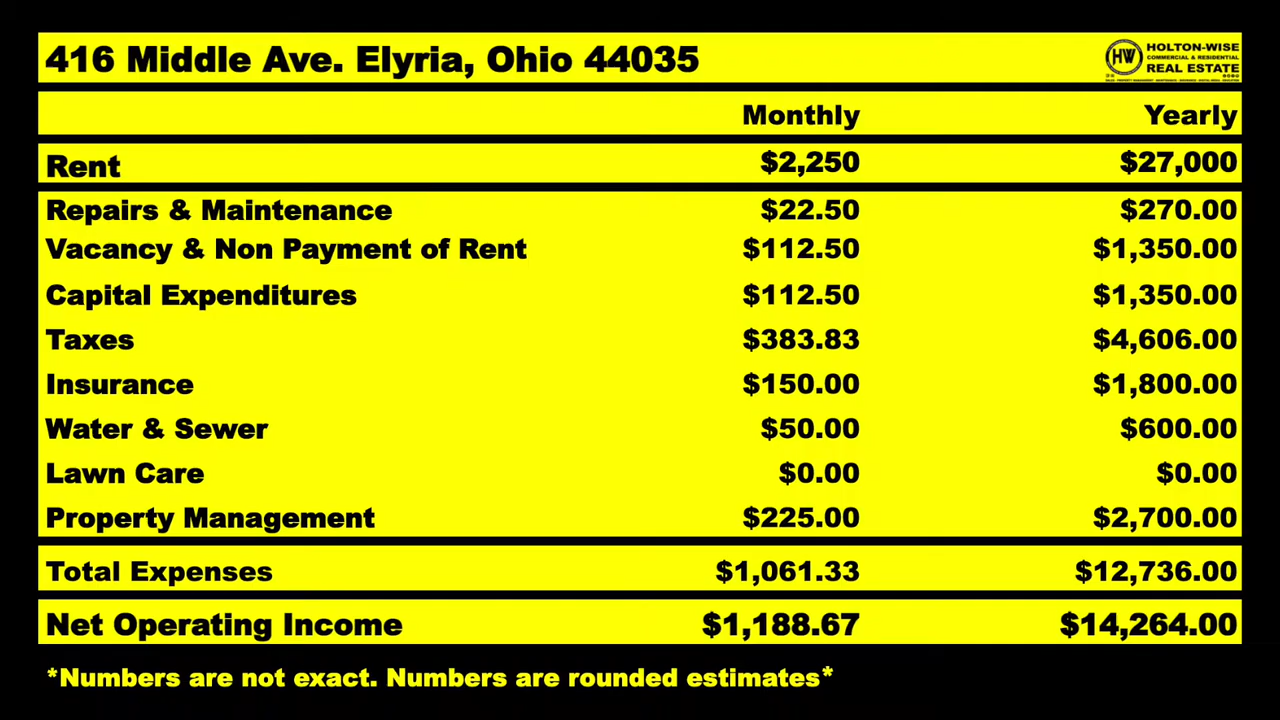 416 Middle Ave. Elyria, Ohio 44035
HOLTON-WISE
COMMERCIAL & RESIDENTIAL
REAL ESTATE
Monthly Yearly
Rent $2,250 $27,000
Repairs & Maintenance $22.50 $270.00
Vacancy & Non Payment of Rent $112.50 $1,350.00
Capital Expenditures $112.50 $1,350.00
Taxes $383.83 $4,606.00
Insurance $150.00 $1,800.00
Water & Sewer $50.00 $600.00
Lawn Care $0.00 $0.00
Property Management $225.00 $2,700.00
Total Expenses $1,061.33 $12,736.00
Net Operating Income $1,188.67 $14,264.00
*Numbers are not exact. Numbers are rounded estimates*